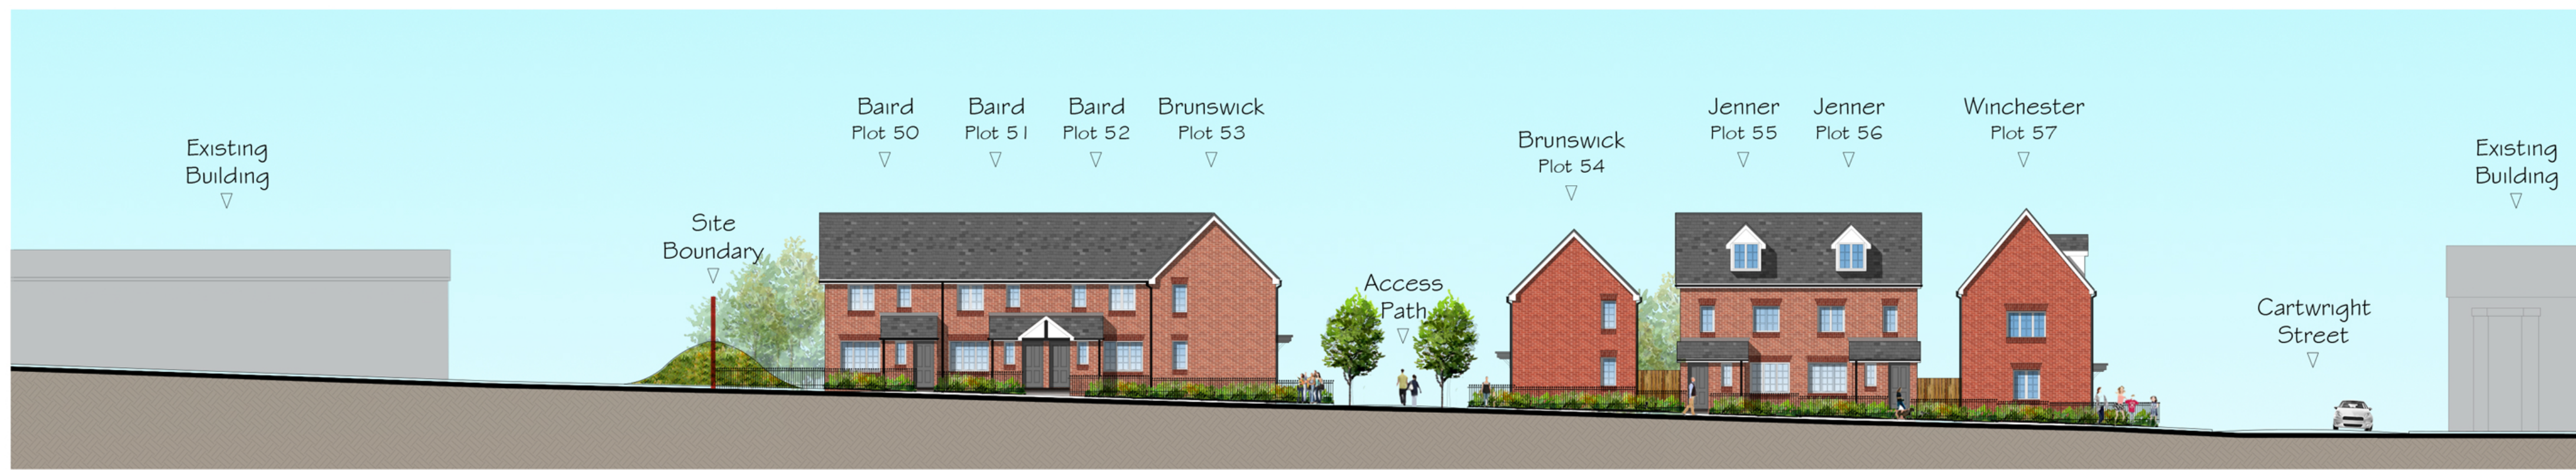 Existing
Building
Site
Boundary
Baird
Plot 50
Baird
Plot 51
Baird
Plot 52
Brunswick
Plot 53
Access
Path
Brunswick
Plot 54
Jenner
Plot 55
Jenner
Plot 56
Winchester
Plot 57
Cartwright
Street
Existing
Building